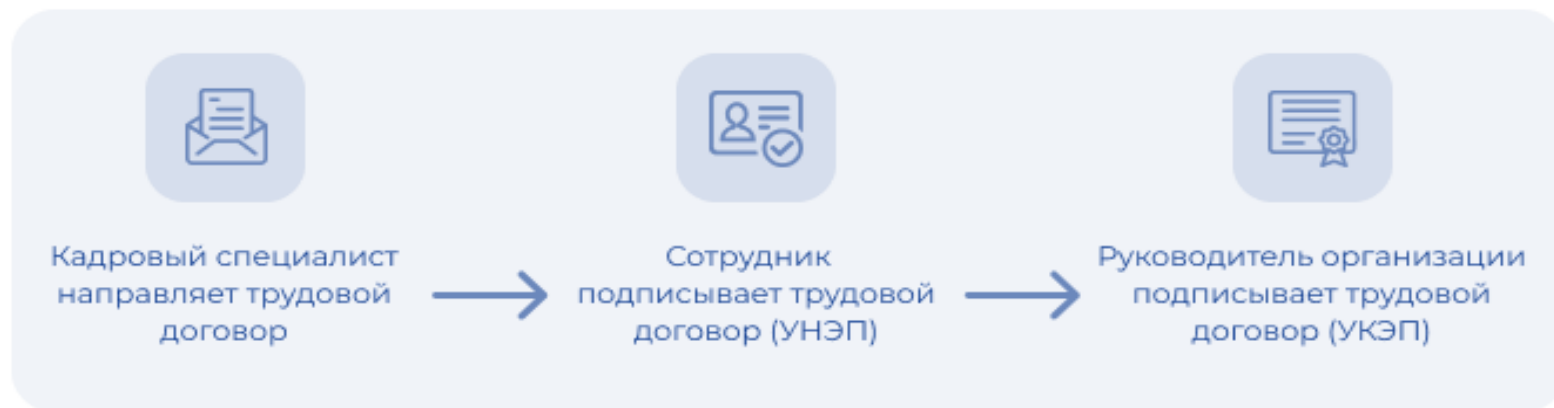 Кадровый специалист
направляет трудовой
договор
Сотрудник
подписывает трудовой
договор (УНЭП)
Руководитель организации
подписывает трудовой
договор (УКЭП)